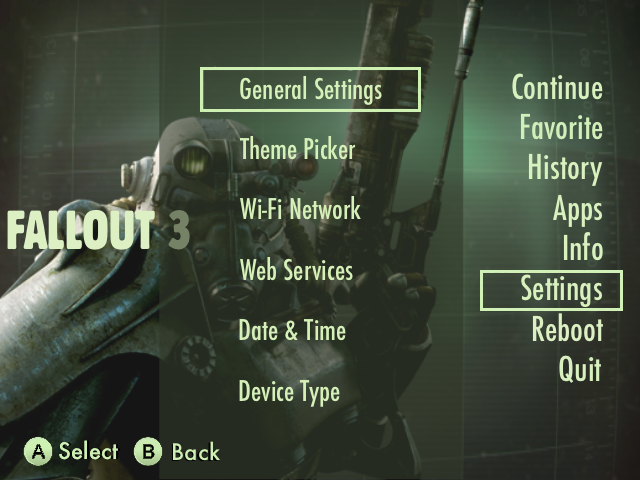 FALLOUT 3
General Settings
Theme Picker
Wi-Fi Network
Web Services
Date & Time
Device Type
Continue
Favorite
History
Apps
Info
Settings
Reboot
Quit
A Select B Back